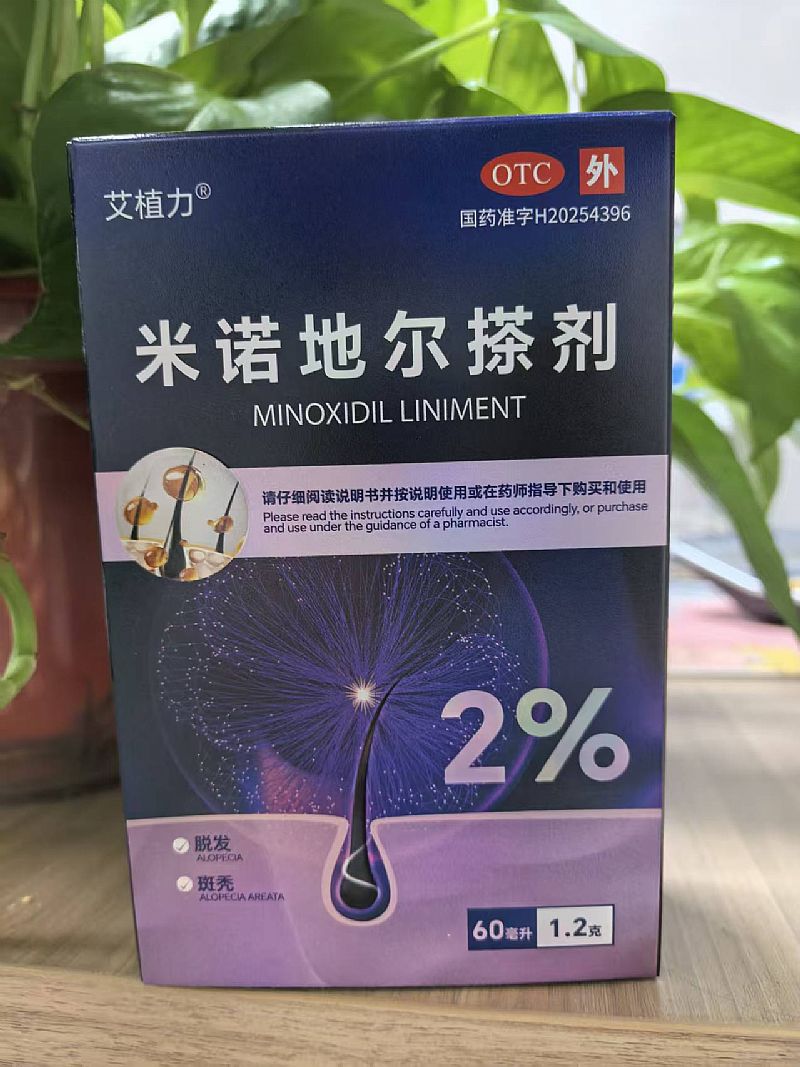 艾植力®
OTC 外
国药准字H20254396
米诺地尔搽剂
MINOXIDIL LINIMENT
请仔细阅读说明书并按说明使用或在药师指导下购买和使用
Please read the instructions carefully and use accordingly, or purchase
and use under the guidance of a pharmacist.
2%
脱发
ALOPECIA
斑秃
ALOPECIA AREATA
60毫升 1.2克